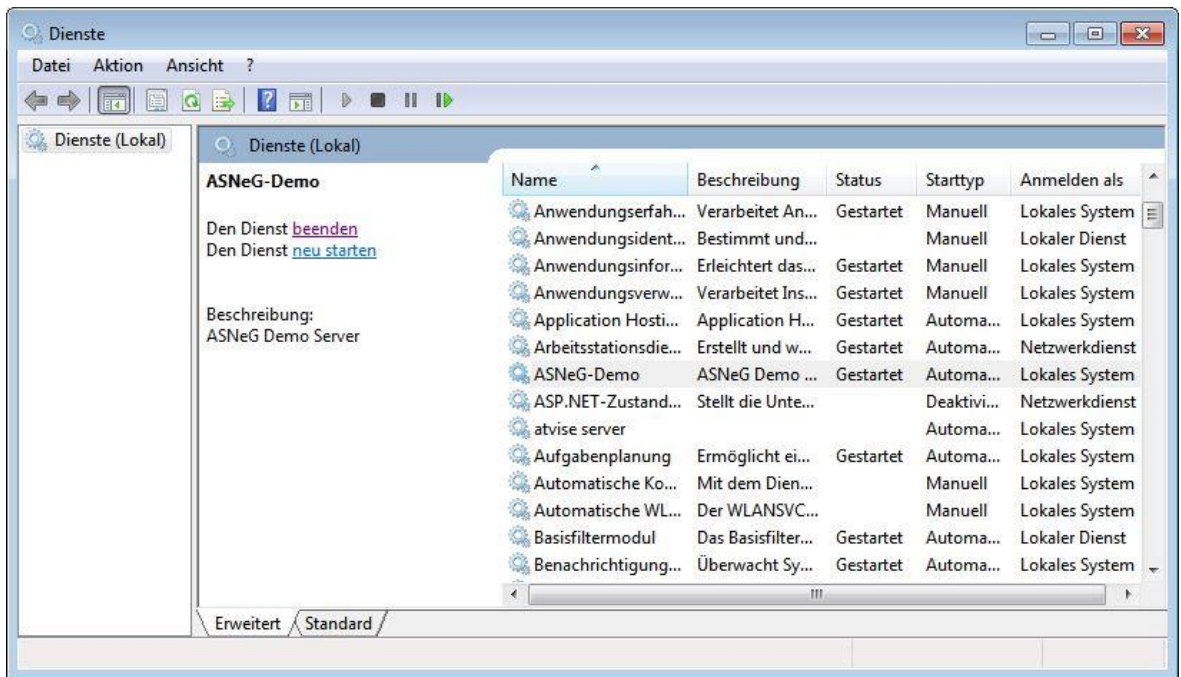 Dienste
Datei Aktion Ansicht ?
Dienste (Lokal)
Dienste (Lokal)
ASNeG-Demo
Den Dienst beenden
Den Dienst neu starten
Beschreibung:
ASNeG Demo Server
Name Beschreibung Status Starttyp Anmelden als
Anwendungserfah... Verarbeitet An... Gestartet Manuell Lokales System
Anwendungsident... Bestimmt und... Manuell Lokaler Dienst
Anwendungsinfor... Erleichtert das... Gestartet Manuell Lokales System
Anwendungsverw... Verarbeitet Ins... Gestartet Manuell Lokales System
Application Hosti... Application H... Gestartet Automa... Lokales System
Arbeitsstationsdie... Erstellt und w... Gestartet Automa... Netzwerkdienst
ASNeG-Demo ASNeG Demo ... Gestartet Automa... Lokales System
ASP.NET-Zustand... Stellt die Unte... Deaktivi... Netzwerkdienst
atvise server Automa... Lokales System
Aufgabenplanung Ermöglicht ei... Gestartet Automa... Lokales System
Automatische Ko... Mit dem Dien... Manuell Lokales System
Automatische WL... Der WLANSVC... Manuell Lokales System
Basisfiltermodul Das Basisfilter... Gestartet Automa... Lokaler Dienst
Benachrichtigung... Überwacht Sy... Gestartet Automa... Lokales System
Erweitert Standard